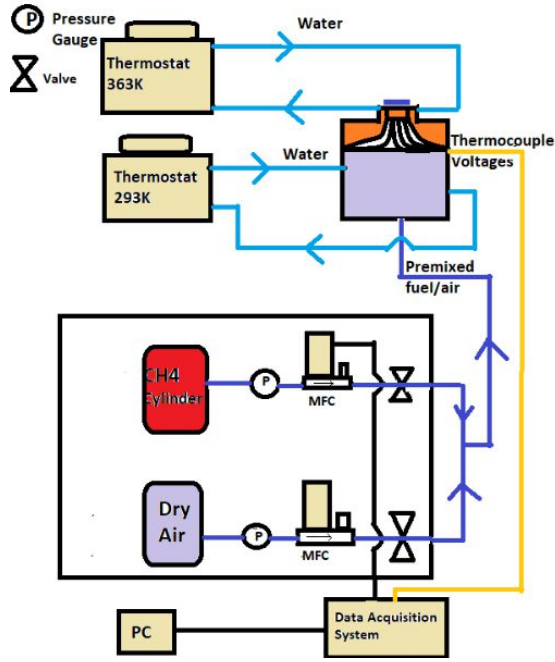 P
Pressure
Gauge
Valve
Thermostat
363K
Water
Thermostat
293K
Water
Thermocouple
Voltages
Premixed
fuel/air
CH4
Cylinder
P
MFC
Dry
Air
P
MFC
PC
Data Acquisition
System